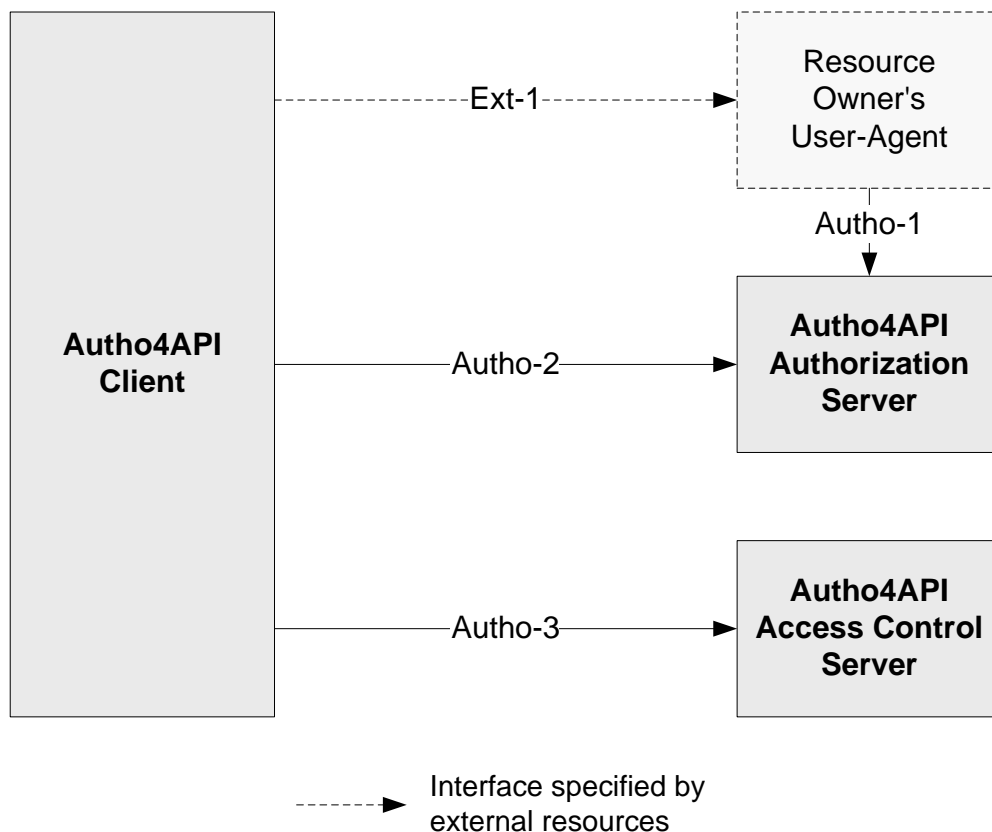 Resource
Owner's
User-Agent
Ext-1
Autho-1
Autho4API
Client
Autho-2
Autho4API
Authorization
Server
Autho-3
Autho4API
Access Control
Server
Interface specified by
external resources